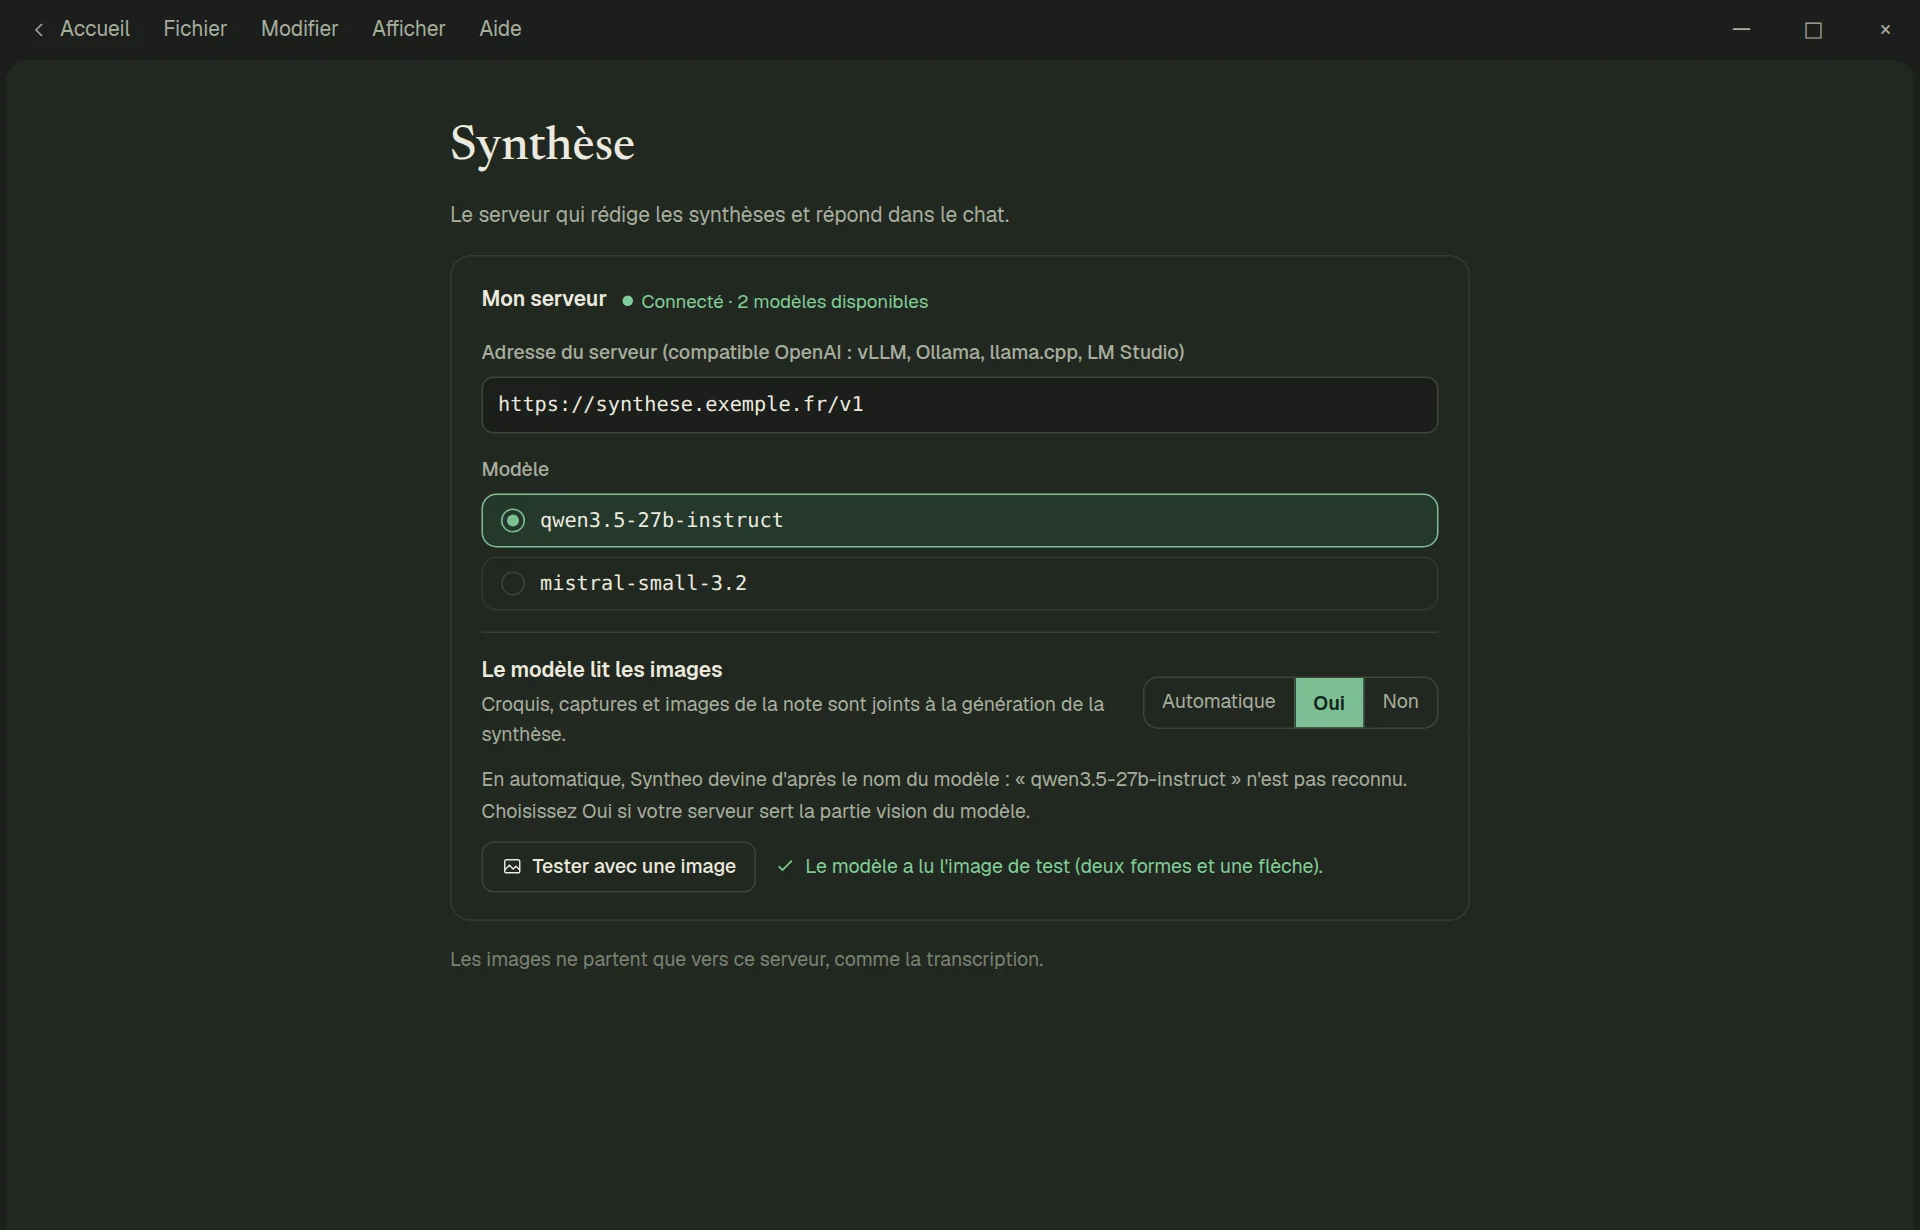 Accueil Fichier Modifier Afficher Aide
Synthèse
Le serveur qui rédige les synthèses et répond dans le chat.
Mon serveur Connecté · 2 modèles disponibles
Adresse du serveur (compatible OpenAI : vLLM, Ollama, llama.cpp, LM Studio)
https://synthese.exemple.fr/v1
Modèle
qwen3.5-27b-instruct
mistral-small-3.2
Le modèle lit les images
Croquis, captures et images de la note sont joints à la génération de la
synthèse.
Automatique Oui Non
En automatique, Syntheo devine d'après le nom du modèle : « qwen3.5-27b-instruct » n'est pas reconnu.
Choisissez Oui si votre serveur sert la partie vision du modèle.
Tester avec une image Le modèle a lu l'image de test (deux formes et une flèche).
Les images ne partent que vers ce serveur, comme la transcription.